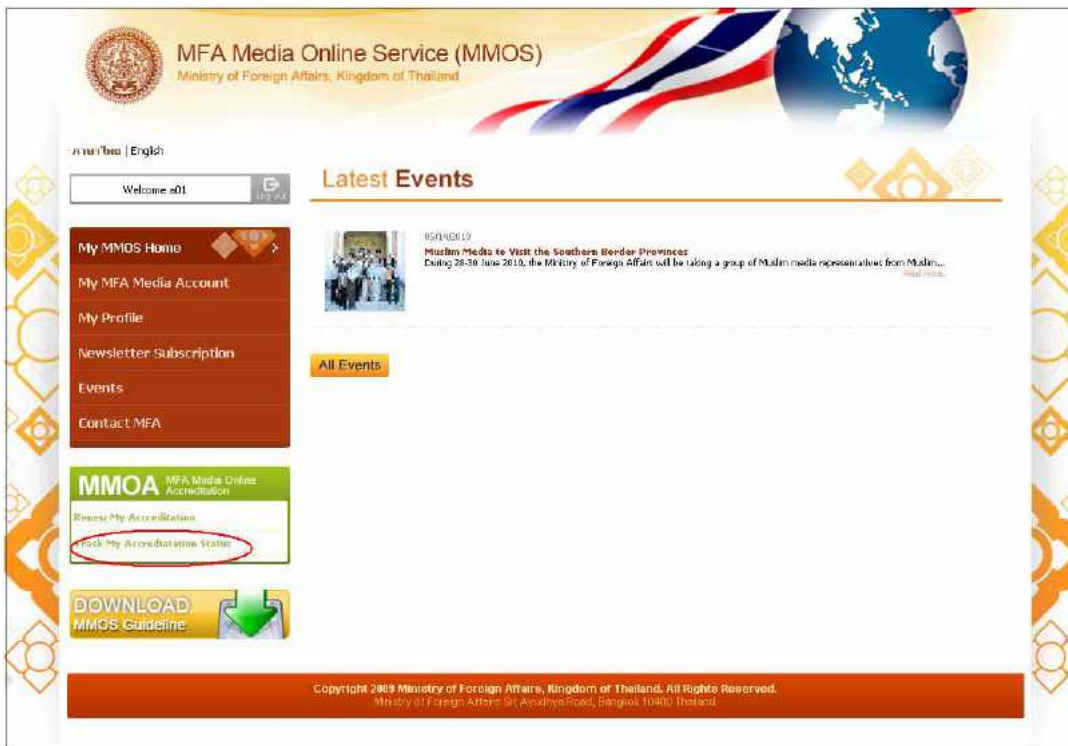 MFA Media Online Service (MMOS)
Ministry of Foreign Affairs, Kingdom of Thailand
ภาษาไทย | English
Welcome a01
Log out
Latest Events
My MMOS Home
My MFA Media Account
My Profile
Newsletter Subscription
Events
Contact MFA
05/14/2010
Muslim Media to Visit the Southern Border Provinces
During 28-30 June 2010, the Ministry of Foreign Affairs will be taking a group of Muslim media representatives from Muslim...
Read more..
All Events
MMOA MFA Media Online
Accreditation
Renew My Accreditation
Track My Accrediatation Status
DOWNLOAD
MMOS Guideline
Copyright 2009 Ministry of Foreign Affairs, Kingdom of Thailand. All Rights Reserved.
Ministry of Foreign Affairs Sri Ayudhya Road, Bangkok 10400 Thailand